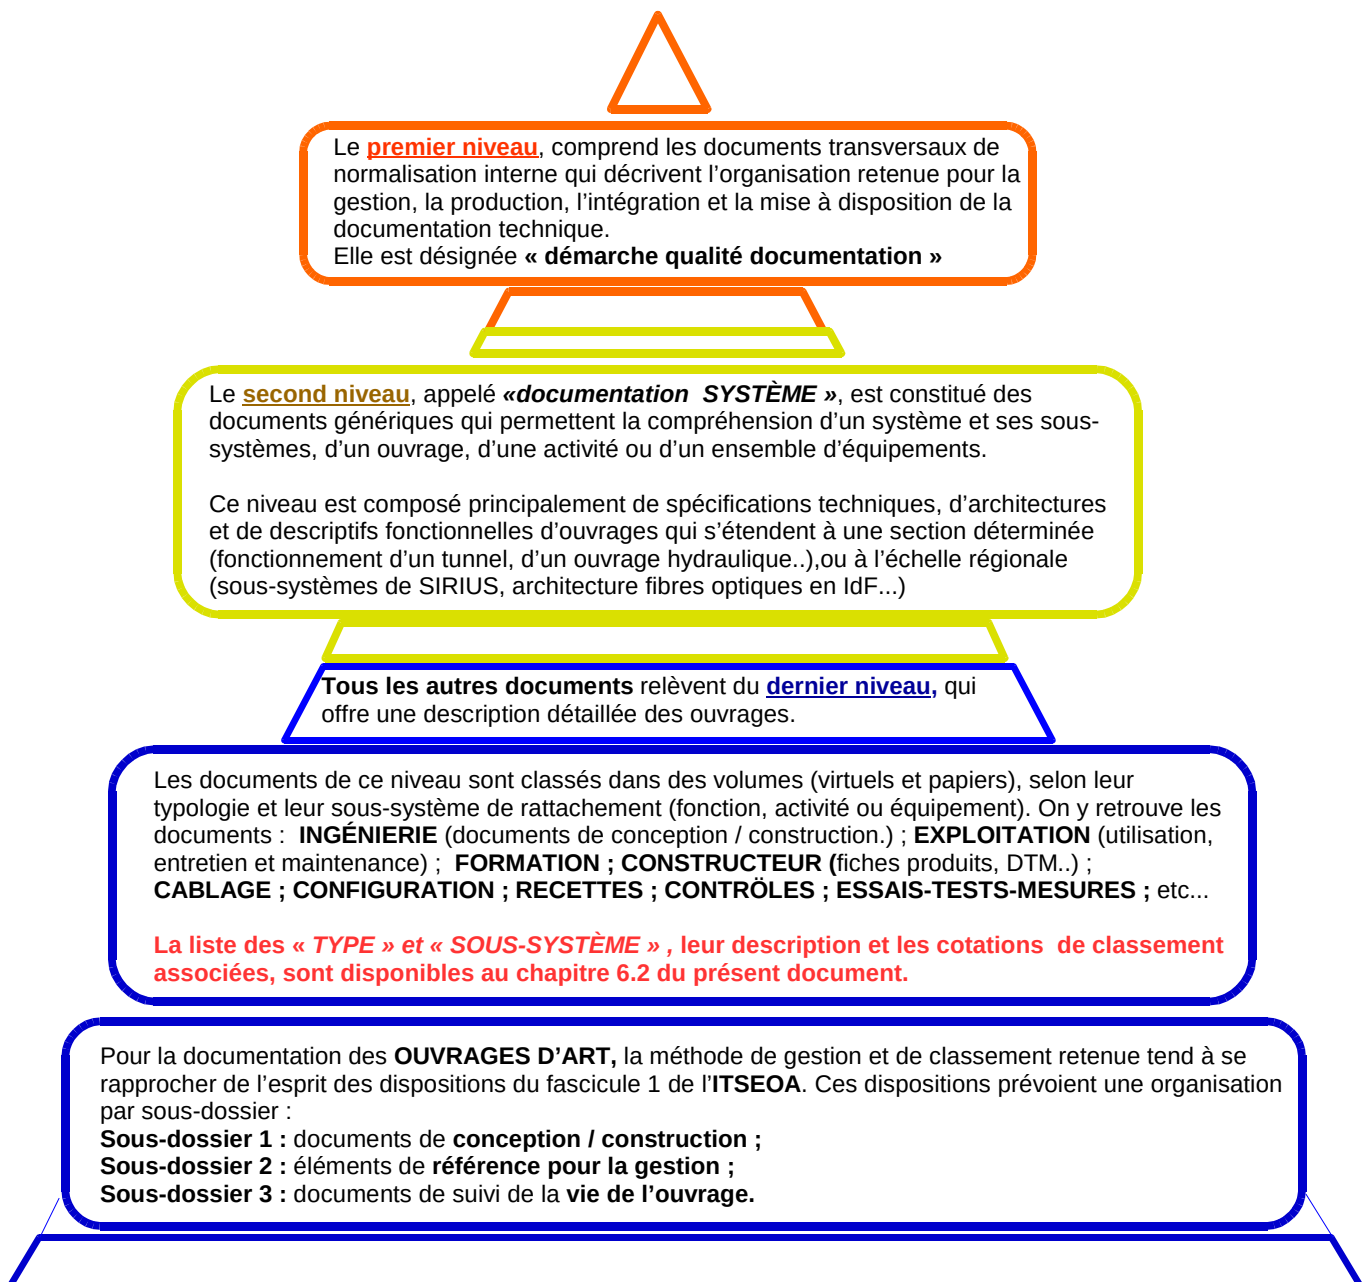 Le premier niveau, comprend les documents transversaux de
normalisation interne qui décrivent l’organisation retenue pour la
gestion, la production, l’intégration et la mise à disposition de la
documentation technique.
Elle est désignée « démarche qualité documentation »
Le second niveau, appelé «documentation  SYSTÈME », est constitué des
documents génériques qui permettent la compréhension d’un système et ses sous-
systèmes, d’un ouvrage, d’une activité ou d’un ensemble d’équipements.
Ce niveau est composé principalement de spécifications techniques, d’architectures
et de descriptifs fonctionnelles d’ouvrages qui s’étendent à une section déterminée
(fonctionnement d’un tunnel, d’un ouvrage hydraulique..),ou à l’échelle régionale
(sous-systèmes de SIRIUS, architecture fibres optiques en IdF...)
Tous les autres documents relèvent du dernier niveau, qui
offre une description détaillée des ouvrages.
Les documents de ce niveau sont classés dans des volumes (virtuels et papiers), selon leur
typologie et leur sous-système de rattachement (fonction, activité ou équipement). On y retrouve les
documents :  INGÉNIERIE (documents de conception / construction.) ; EXPLOITATION (utilisation,
entretien et maintenance) ;  FORMATION ; CONSTRUCTEUR (fiches produits, DTM..) ;
CABLAGE ; CONFIGURATION ; RECETTES ; CONTRÖLES ; ESSAIS-TESTS-MESURES ; etc...
La liste des « TYPE » et « SOUS-SYSTÈME » , leur description et les cotations  de classement
associées, sont disponibles au chapitre 6.2 du présent document.
Pour la documentation des OUVRAGES D’ART, la méthode de gestion et de classement retenue tend à se
rapprocher de l’esprit des dispositions du fascicule 1 de l’ITSEOA. Ces dispositions prévoient une organisation
par sous-dossier :
Sous-dossier 1 : documents de conception / construction ;
Sous-dossier 2 : éléments de référence pour la gestion ;
Sous-dossier 3 : documents de suivi de la vie de l’ouvrage.